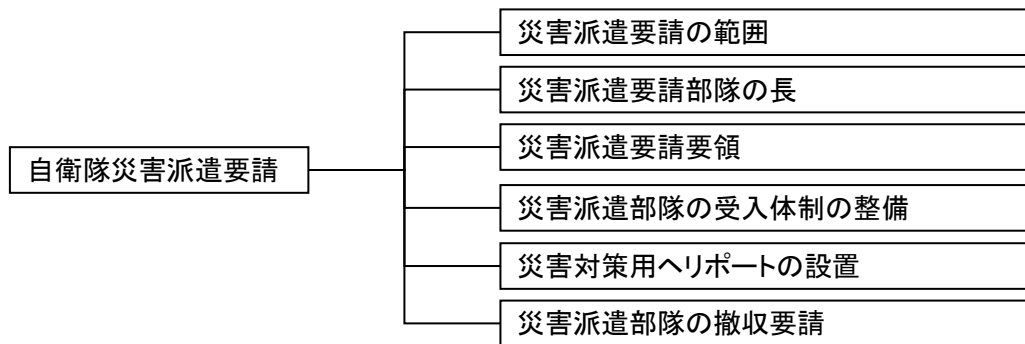 災害派遣要請の範囲
災害派遣要請部隊の長
災害派遣要請要領
自衛隊災害派遣要請
災害派遣部隊の受入体制の整備
災害対策用ヘリポートの設置
災害派遣部隊の撤収要請